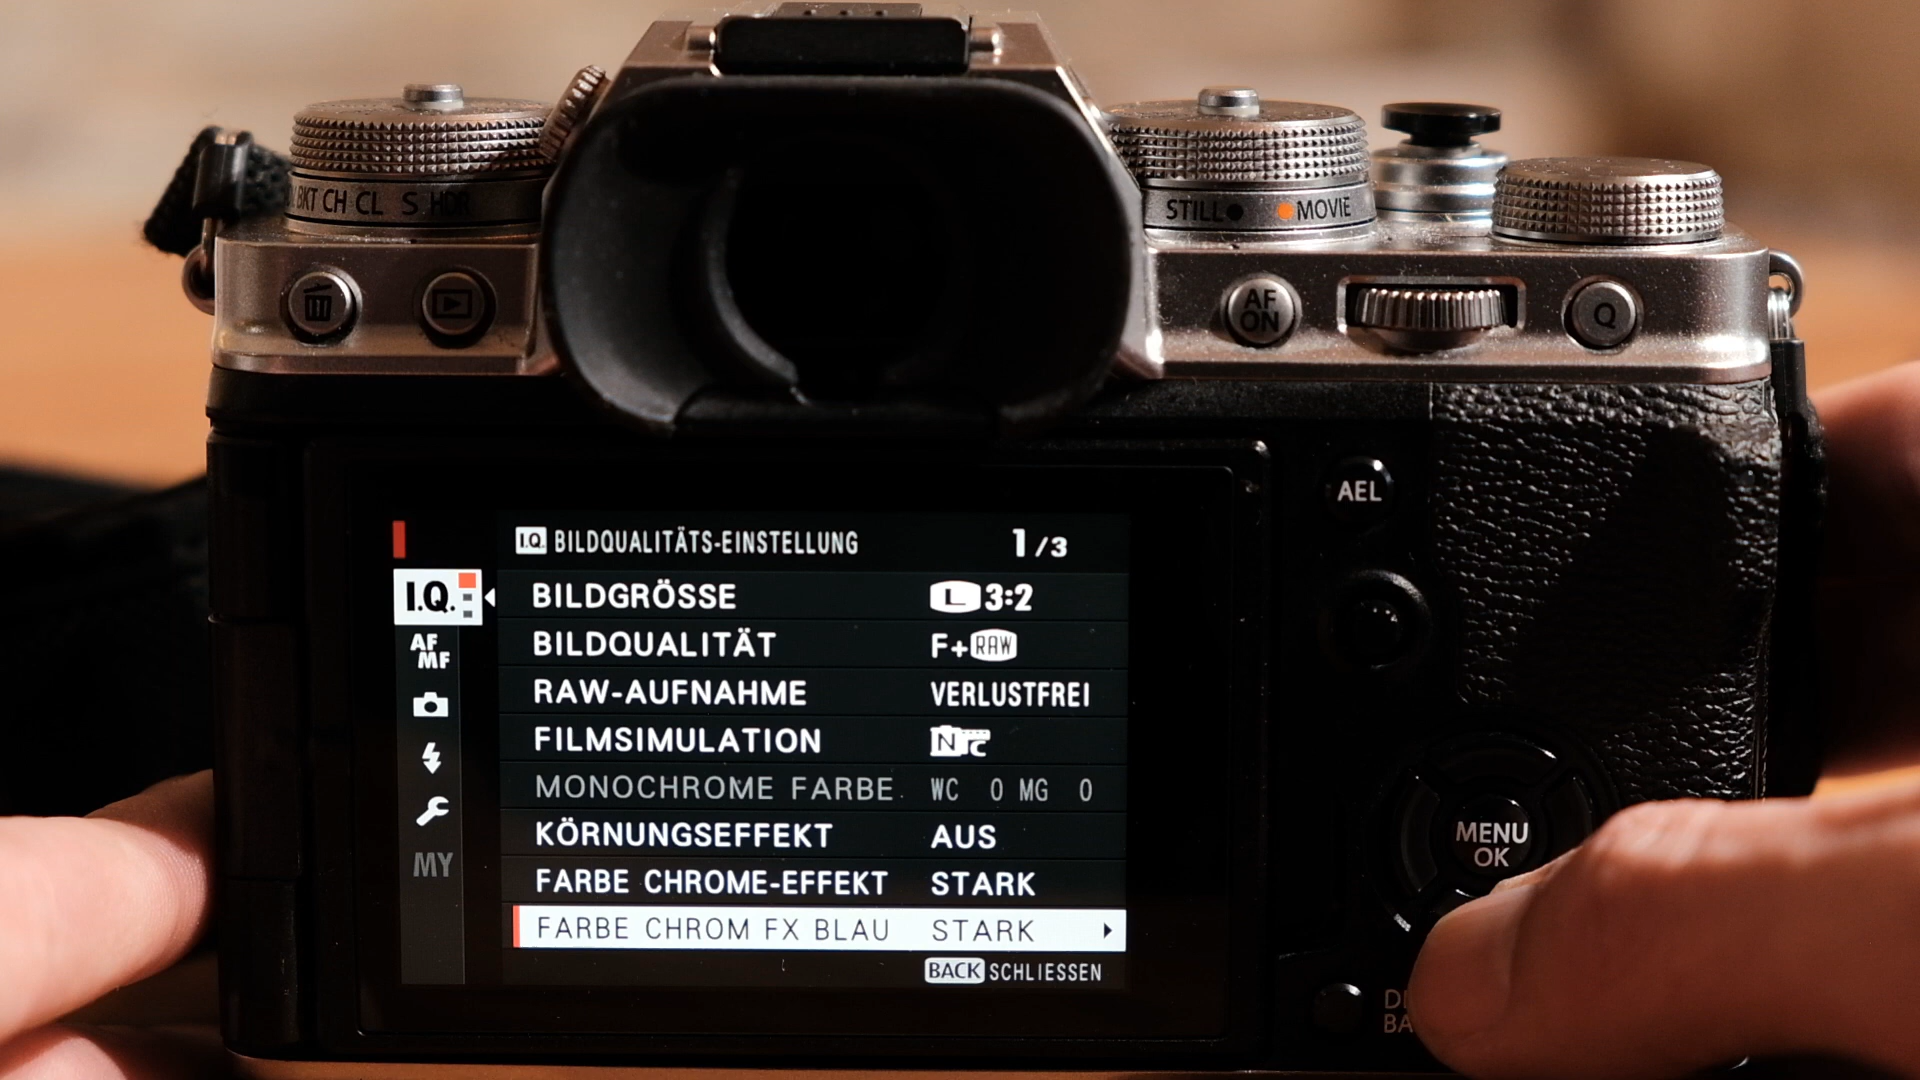 BKT CH CL S HDR
STILL MOVIE
AF
ON
Q
AEL
I.Q. BILDQUALITÄTS-EINSTELLUNG 1/3
I.Q.
BILDGRÖSSE L 3:2
AF
MF
BILDQUALITÄT F+RAW
RAW-AUFNAHME VERLUSTFREI
FILMSIMULATION Nc
MONOCHROME FARBE WC 0 MG 0
KÖRNUNGSEFFEKT AUS
MY
FARBE CHROME-EFFEKT STARK
FARBE CHROM FX BLAU STARK
BACK SCHLIESSEN
MENU
OK